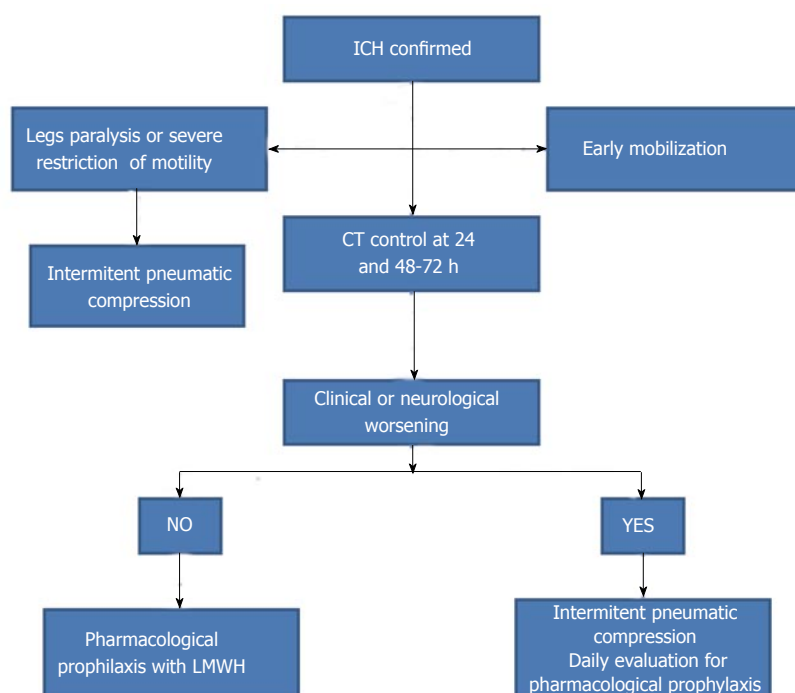 ICH confirmed
Legs paralysis or severe
restriction of motility
Early mobilization
CT control at 24
and 48-72 h
Intermitent pneumatic
compression
Clinical or neurological
worsening
NO
YES
Pharmacological
prophilaxis with LMWH
Intermitent pneumatic
compression
Daily evaluation for
pharmacological prophylaxis